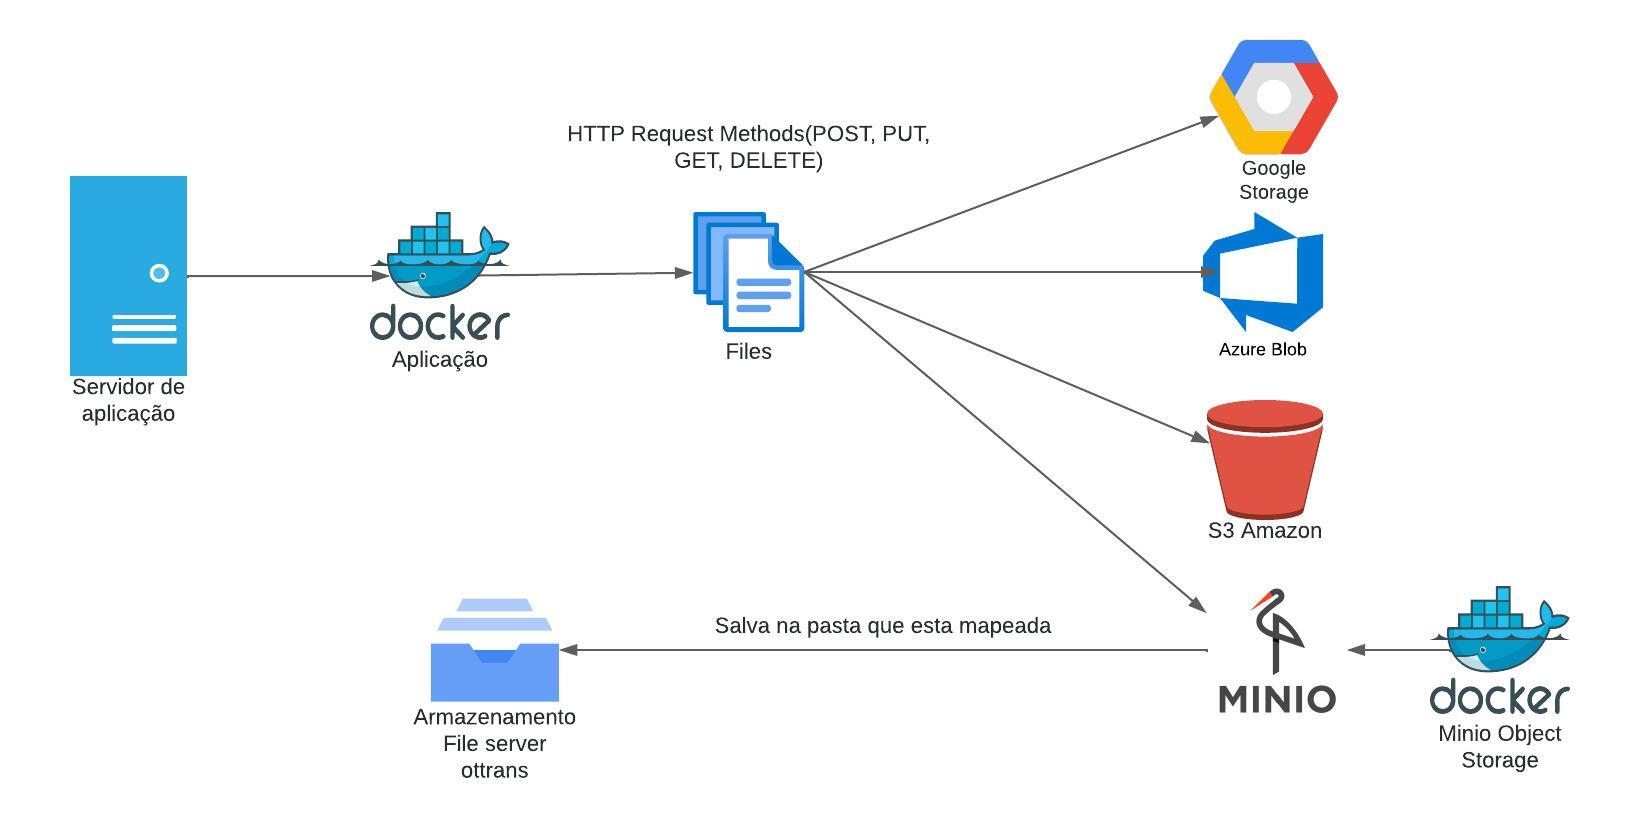 HTTP Request Methods(POST, PUT,
GET, DELETE)
Google
Storage
docker
Aplicação
Files
Azure Blob
Servidor de
aplicação
S3 Amazon
Salva na pasta que esta mapeada
MINIO
docker
Minio Object
Storage
Armazenamento
File server
ottrans